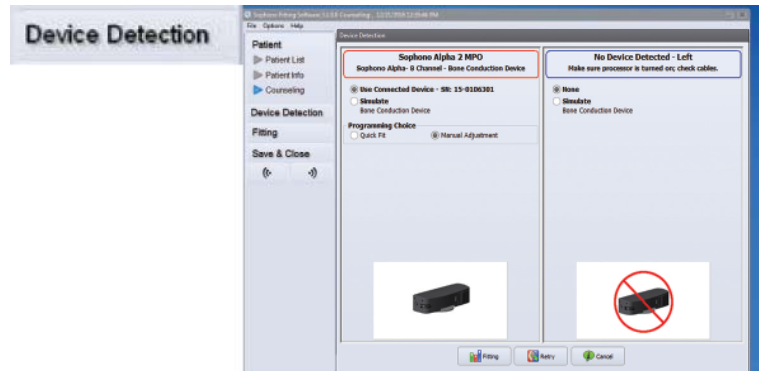 Device Detection
File Options Help
Patient
Patient List
Patient Info
Counseling
Device Detection
Fitting
Save & Close
Device Detection
Sophono Alpha 2 MPO
Sophono Alpha- 8 Channel - Bone Conduction Device
Use Connected Device - SN: 15-0106301
Simulate
Bone Conduction Device
Programming Choice
Quick Fit Manual Adjustment
No Device Detected - Left
Make sure processor is turned on; check cables.
None
Simulate
Bone Conduction Device
Fitting Retry Cancel